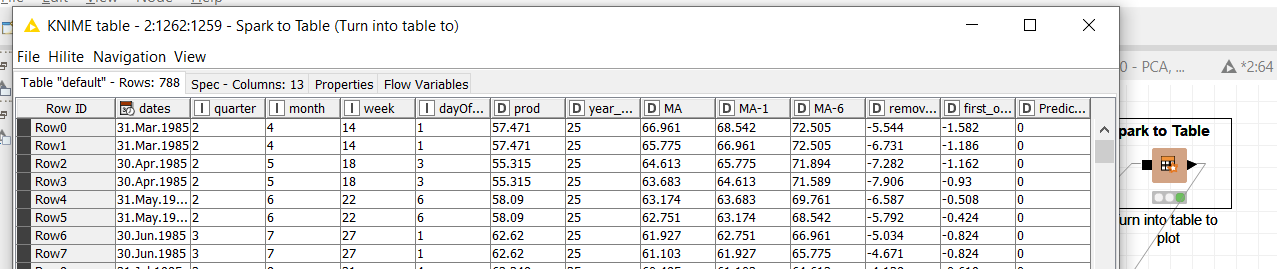 KNIME table - 2:1262:1259 - Spark to Table (Turn into table to)
File Hilite Navigation View
Table "default" - Rows: 788 Spec - Columns: 13 Properties Flow Variables
Row ID dates I quarter I month I week I dayOf... D prod D year_... D MA D MA-1 D MA-6 D remov... D first_o... D Predic...
Row0 31.Mar.1985 2 4 14 1 57.471 25 66.961 68.542 72.505 -5.544 -1.582 0
Row1 31.Mar.1985 2 4 14 1 57.471 25 65.775 66.961 72.505 -6.731 -1.186 0
Row2 30.Apr.1985 2 5 18 3 55.315 25 64.613 65.775 71.894 -7.282 -1.162 0
Row3 30.Apr.1985 2 5 18 3 55.315 25 63.683 64.613 71.589 -7.906 -0.93 0
Row4 31.May.19... 2 6 22 6 58.09 25 63.174 63.683 69.761 -6.587 -0.508 0
Row5 31.May.19... 2 6 22 6 58.09 25 62.751 63.174 68.542 -5.792 -0.424 0
Row6 30.Jun.1985 3 7 27 1 62.62 25 61.927 62.751 66.961 -5.034 -0.824 0
Row7 30.Jun.1985 3 7 27 1 62.62 25 61.103 61.927 65.775 -4.671 -0.824 0
0 - PCA, ... *2:64
park to Table
urn into table to
plot